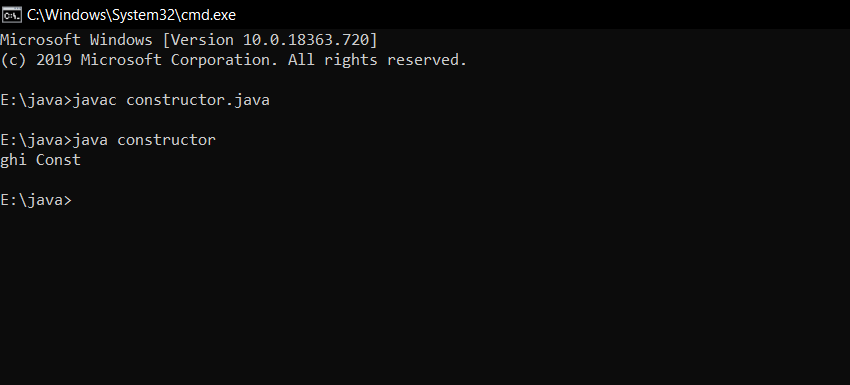 C:\Windows\System32\cmd.exe
Microsoft Windows [Version 10.0.18363.720]
(c) 2019 Microsoft Corporation. All rights reserved.
E:\java>javac constructor.java
E:\java>java constructor
ghi Const
E:\java>